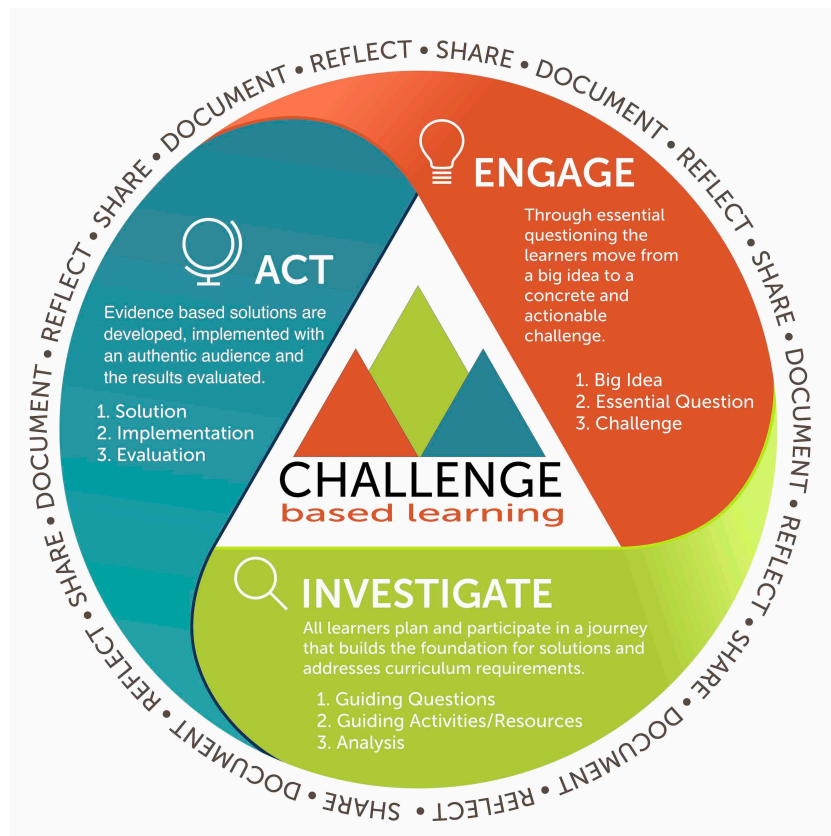 REFLECT • SHARE • DOCUMENT • REFLECT • SHARE • DOCUMENT • REFLECT • SHARE • DOCUMENT • REFLECT • SHARE • DOCUMENT • REFLECT • SHARE • DOCUMENT • REFLECT • SHARE • DOCUMENT •
ENGAGE
Through essential
questioning the
learners move from
a big idea to a
concrete and
actionable
challenge.
1. Big Idea
2. Essential Question
3. Challenge
ACT
Evidence based solutions are
developed, implemented with
an authentic audience and
the results evaluated.
1. Solution
2. Implementation
3. Evaluation
CHALLENGE
based learning
INVESTIGATE
All learners plan and participate in a journey
that builds the foundation for solutions and
addresses curriculum requirements.
1. Guiding Questions
2. Guiding Activities/Resources
3. Analysis